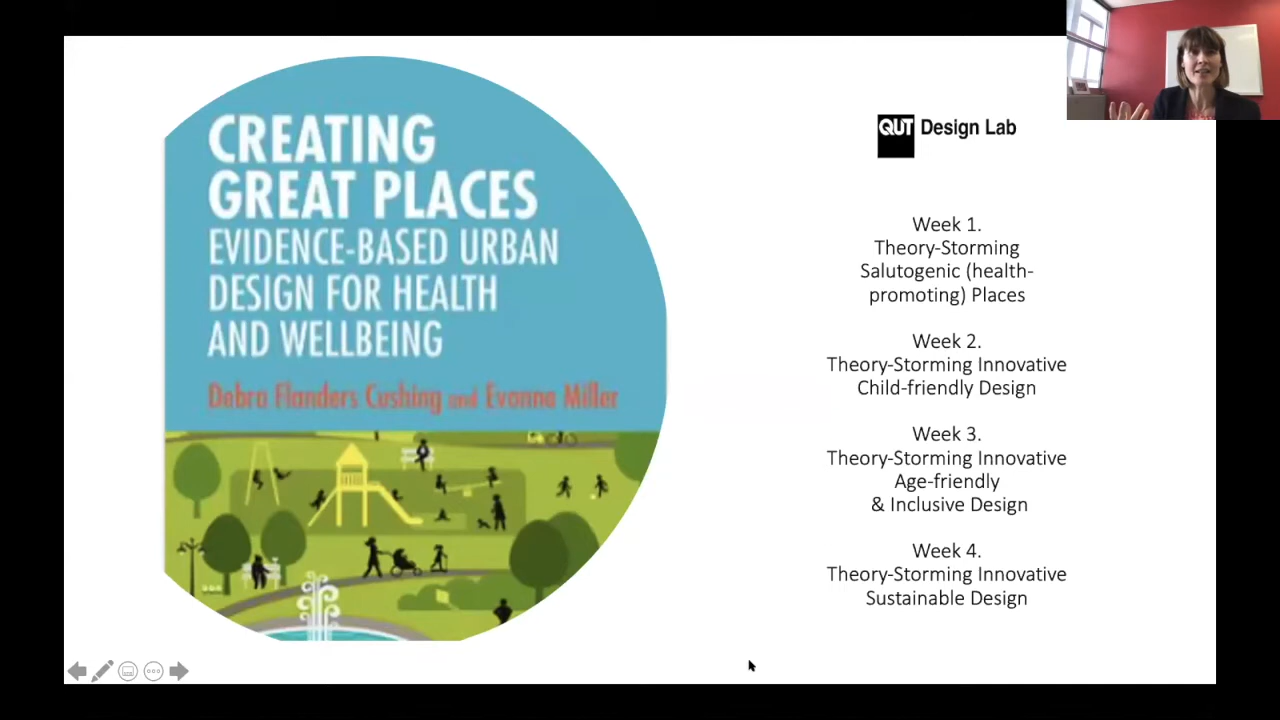 CREATING
GREAT PLACES
EVIDENCE-BASED URBAN
DESIGN FOR HEALTH
AND WELLBEING
Debra Flanders Cushing and Evonne Miller
QUT Design Lab
Week 1.
Theory-Storming
Salutogenic (health-
promoting) Places
Week 2.
Theory-Storming Innovative
Child-friendly Design
Week 3.
Theory-Storming Innovative
Age-friendly
& Inclusive Design
Week 4.
Theory-Storming Innovative
Sustainable Design